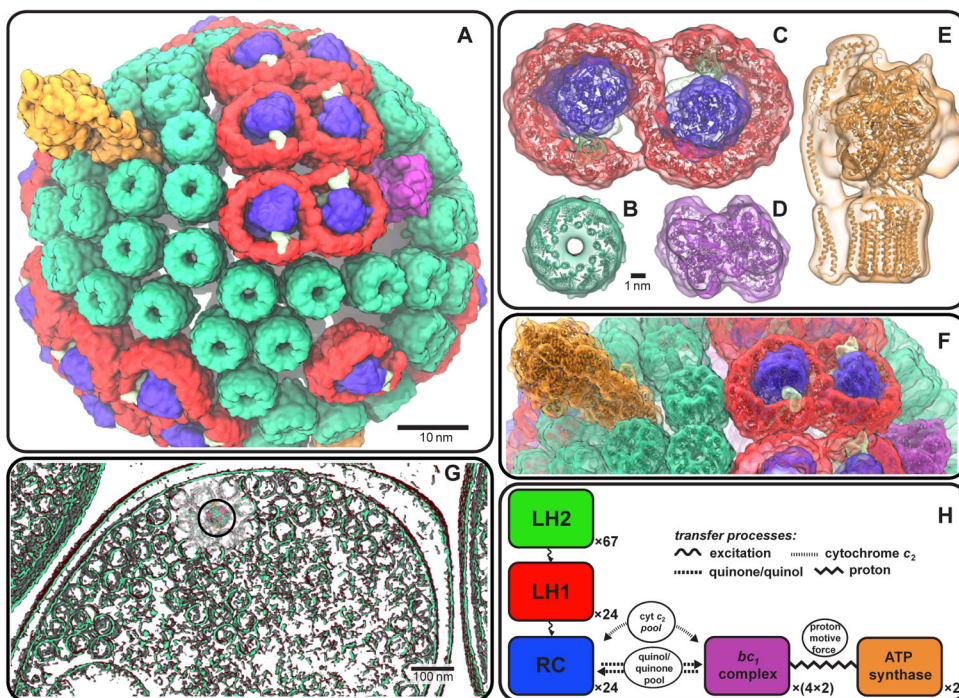 A
10 nm
C
E
B
1 nm
D
F
G
100 nm
H
LH2
×67
transfer processes:
excitation
cytochrome c₂
quinone/quinol
proton
LH1
×24
cyt c₂
pool
proton
motive
force
RC
×24
quinol/
quinone
pool
bc₁
complex
×(4×2)
ATP
synthase
×2